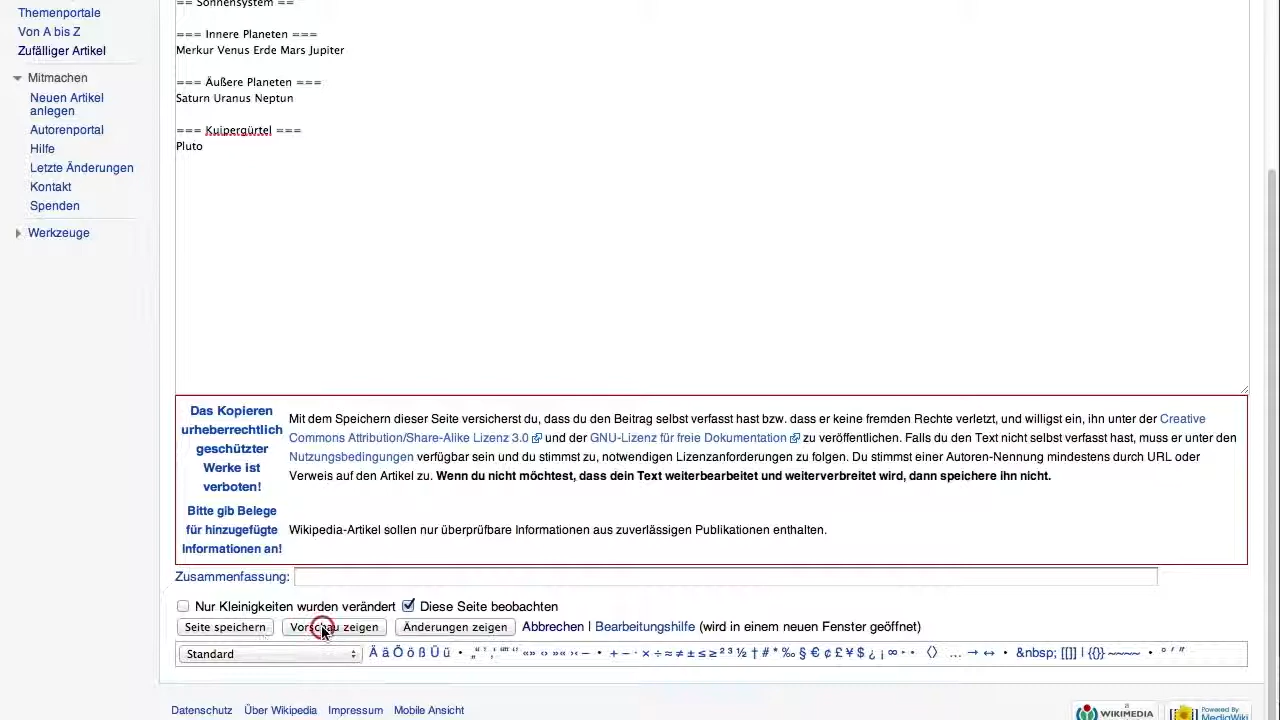 Themenportale
Von A bis Z
Zufälliger Artikel
Mitmachen
Neuen Artikel
anlegen
Autorenportal
Hilfe
Letzte Änderungen
Kontakt
Spenden
Werkzeuge
== Sonnensystem ==
=== Innere Planeten ===
Merkur Venus Erde Mars Jupiter
=== Äußere Planeten ===
Saturn Uranus Neptun
=== Kuipergürtel ===
Pluto
Das Kopieren
urheberrechtlich
geschützter
Werke ist
verboten!
Mit dem Speichern dieser Seite versicherst du, dass du den Beitrag selbst verfasst hast bzw. dass er keine fremden Rechte verletzt, und willigst ein, ihn unter der Creative
Commons Attribution/Share-Alike Lizenz 3.0 und der GNU-Lizenz für freie Dokumentation zu veröffentlichen. Falls du den Text nicht selbst verfasst hast, muss er unter den
Nutzungsbedingungen verfügbar sein und du stimmst zu, notwendigen Lizenzanforderungen zu folgen. Du stimmst einer Autoren-Nennung mindestens durch URL oder
Verweis auf den Artikel zu. Wenn du nicht möchtest, dass dein Text weiterbearbeitet und weiterverbreitet wird, dann speichere ihn nicht.
Bitte gib Belege
für hinzugefügte
Informationen an!
Wikipedia-Artikel sollen nur überprüfbare Informationen aus zuverlässigen Publikationen enthalten.
Zusammenfassung:
Nur Kleinigkeiten wurden verändert Diese Seite beobachten
Seite speichern Vorschau zeigen Änderungen zeigen Abbrechen | Bearbeitungshilfe (wird in einem neuen Fenster geöffnet)
Standard Ä ä Ö ö ß Ü ü • „“ ‚‘ “” ‘’ «» ‹› »« ›‹ – • + − · × ÷ ≈ ≠ ± ≤ ≥ ² ³ ½ † # * ‰ § € ¢ £ ¥ $ ¿ ¡ ∞ 〈〉 … → ↔ • &nbsp; [[]] | {{}} ~~~~ • ° ′ ″
Datenschutz Über Wikipedia Impressum Mobile Ansicht
WIKIMEDIA
Powered By
MediaWiki